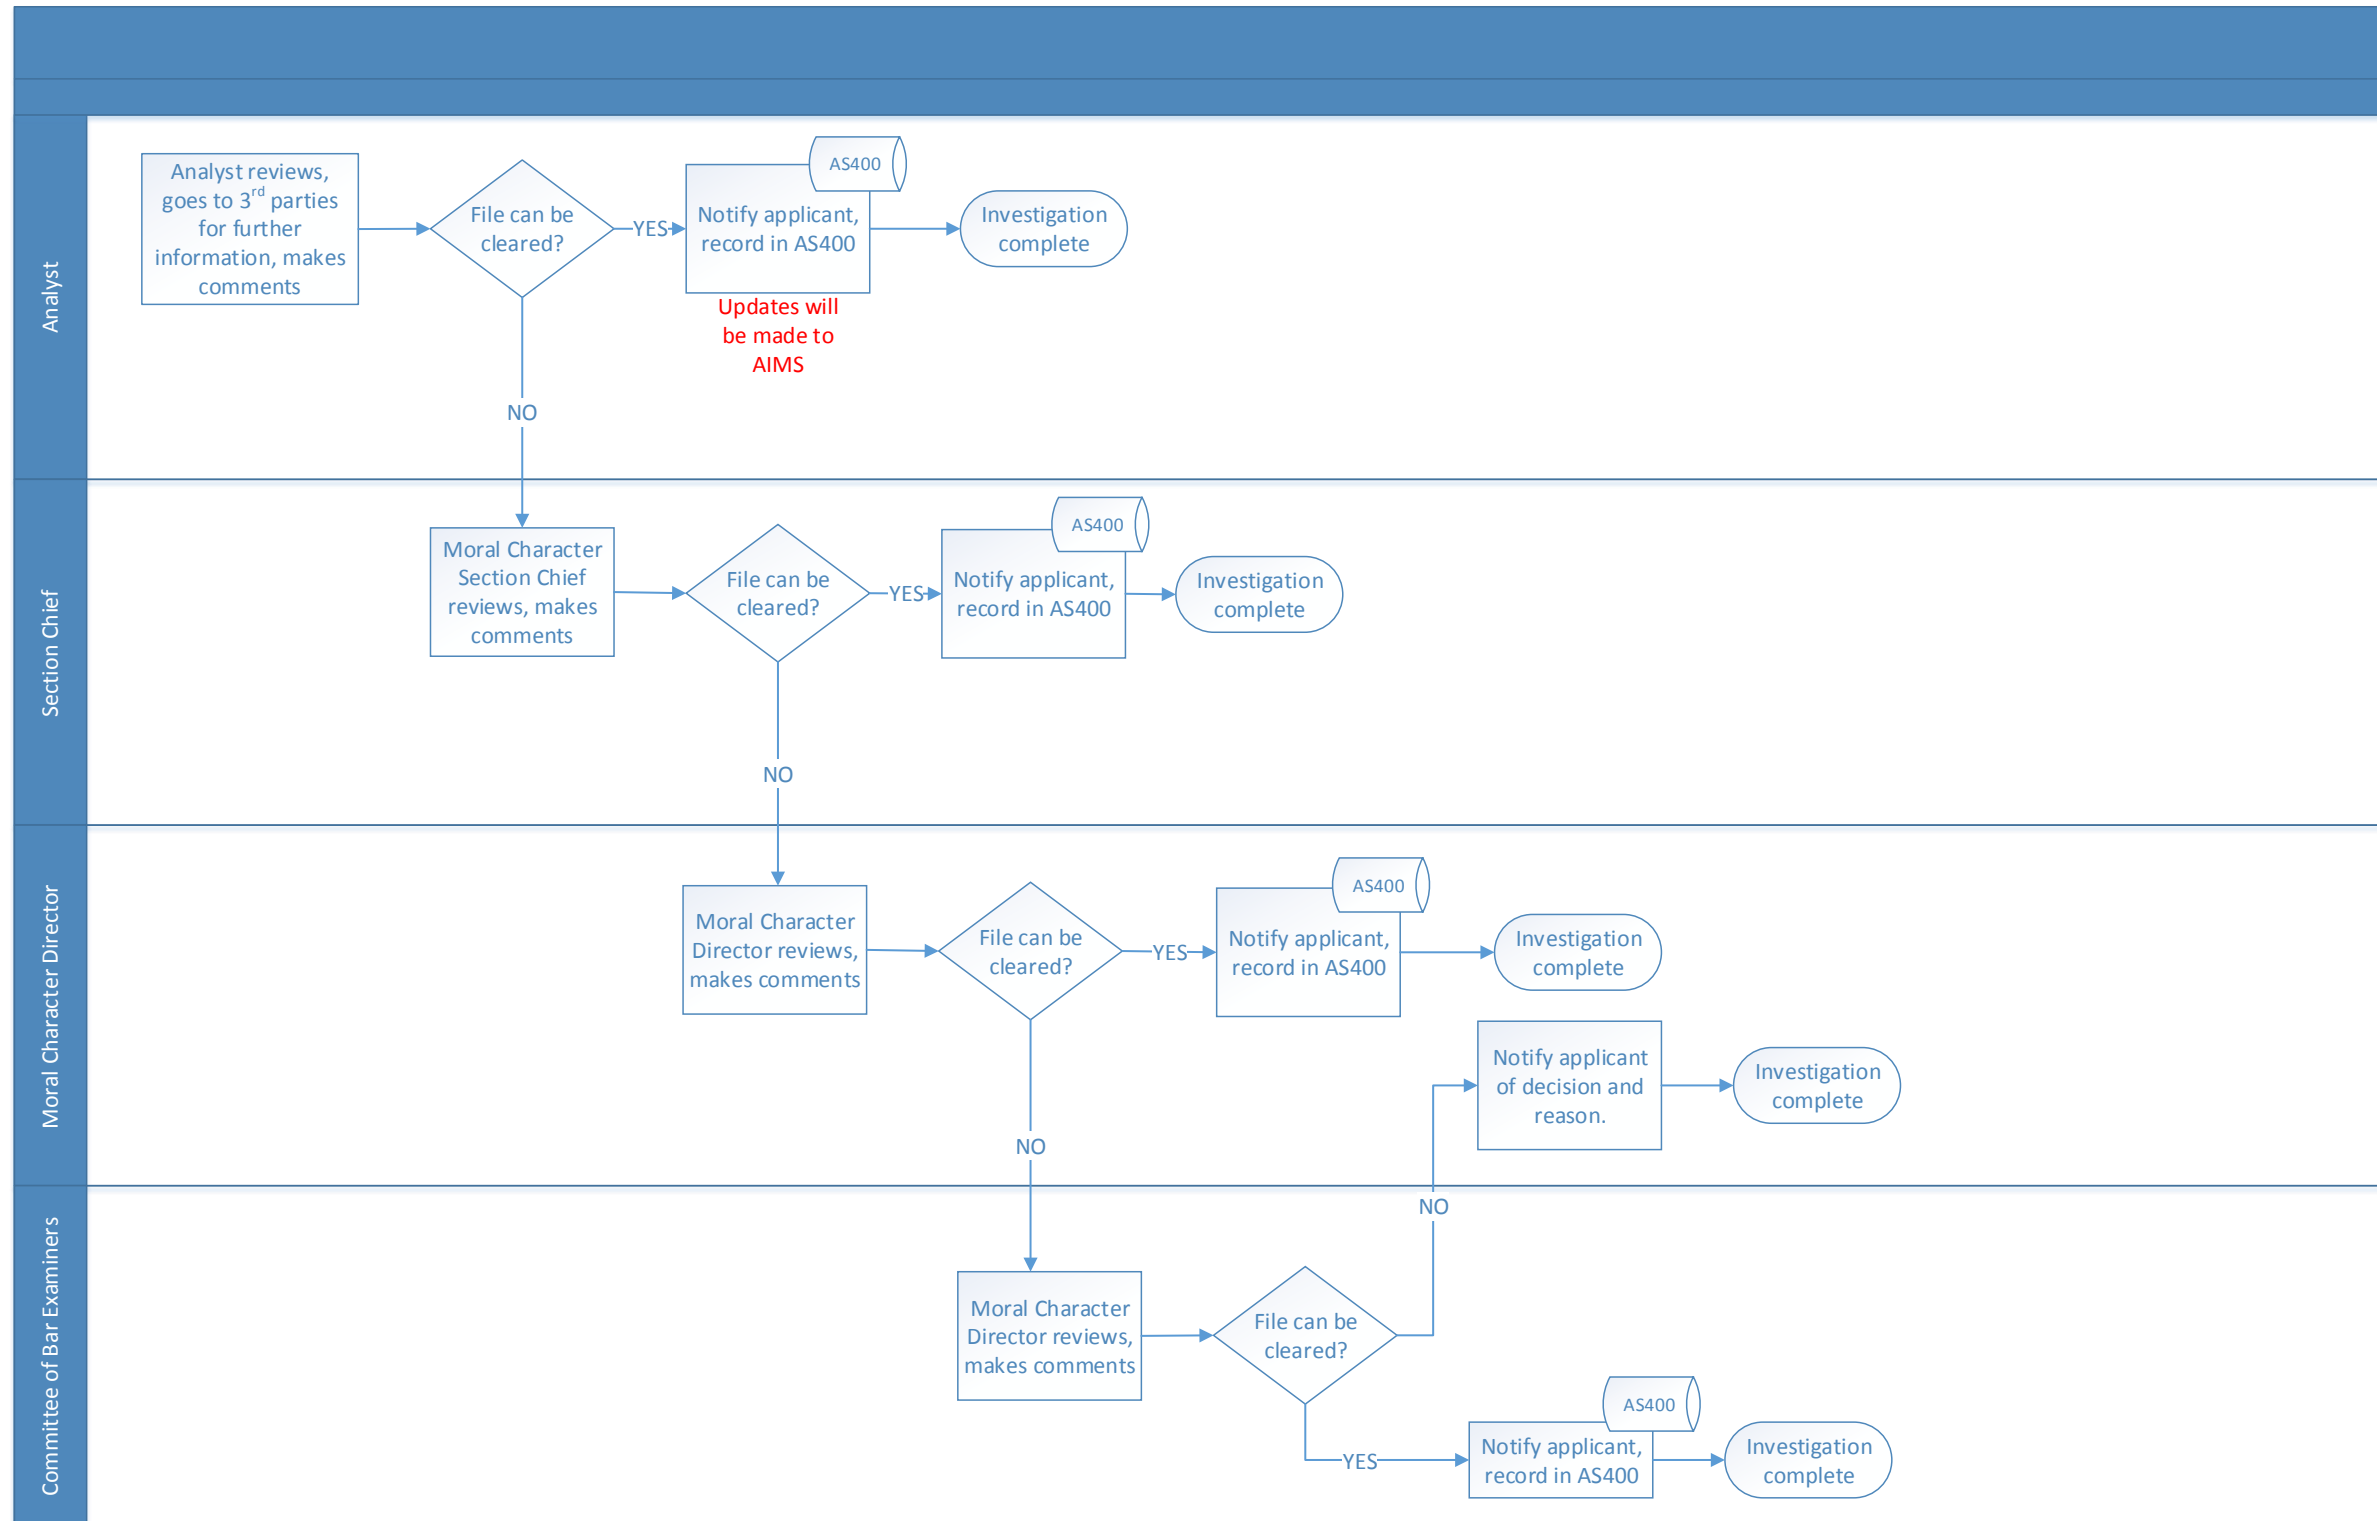 Analyst
Analyst reviews,
goes to 3rd parties
for further
information, makes
comments
File can be
cleared?
YES
AS400
Notify applicant,
record in AS400
Updates will
be made to
AIMS
Investigation
complete
NO
Section Chief
Moral Character
Section Chief
reviews, makes
comments
File can be
cleared?
YES
AS400
Notify applicant,
record in AS400
Investigation
complete
NO
Moral Character Director
Moral Character
Director reviews,
makes comments
File can be
cleared?
YES
AS400
Notify applicant,
record in AS400
Investigation
complete
Notify applicant
of decision and
reason.
Investigation
complete
NO
NO
Committee of Bar Examiners
Moral Character
Director reviews,
makes comments
File can be
cleared?
YES
AS400
Notify applicant,
record in AS400
Investigation
complete